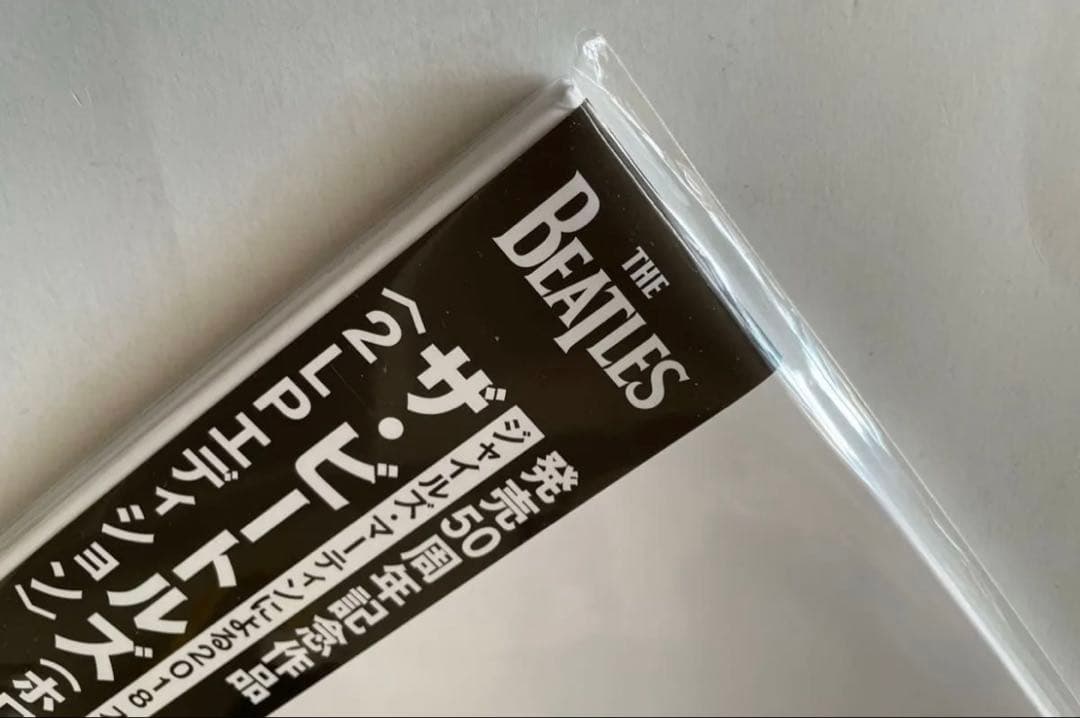 THE
BEATLES
発売50周年記念作品
ジャイルズ・マーティンによる2018
ザ・ビートルズ(ホ
〈2LPエディション〉